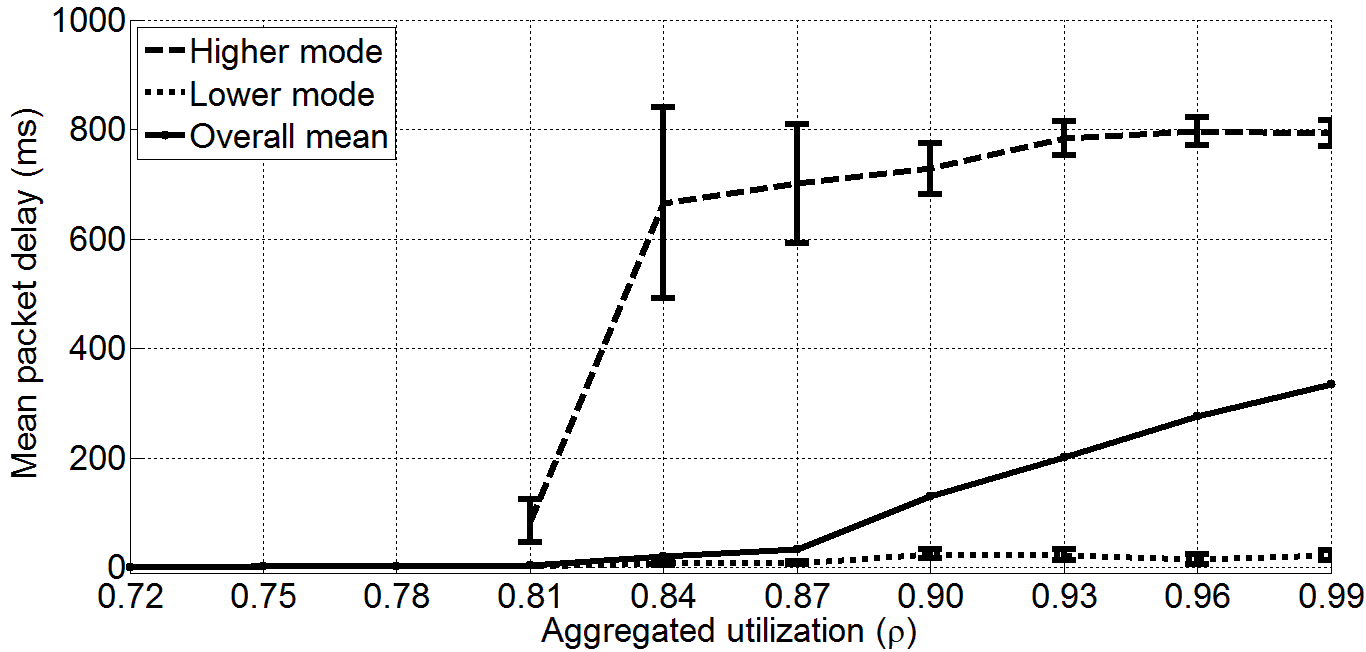 1000
800
600
400
200
0
Mean packet delay (ms)
Higher mode
Lower mode
Overall mean
0.72 0.75 0.78 0.81 0.84 0.87 0.90 0.93 0.96 0.99
Aggregated utilization (ρ)